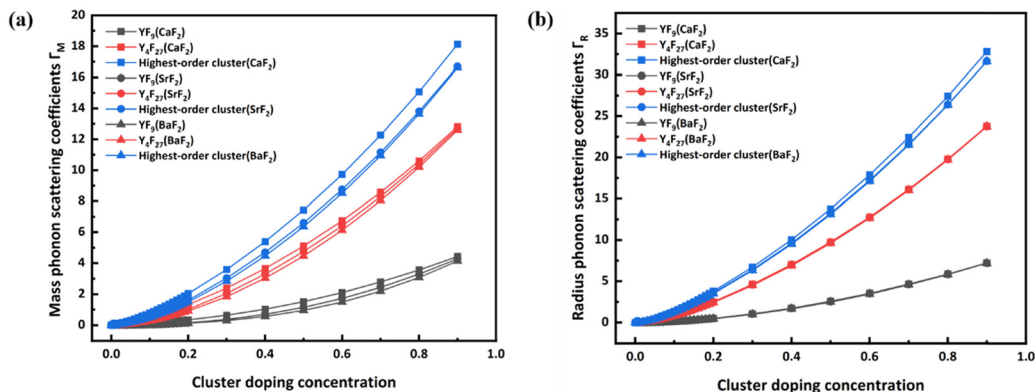 (a)
Mass phonon scattering coefficients ΓM
18
16
14
12
10
8
6
4
2
0
YF9(CaF2)
Y4F27(CaF2)
Highest-order cluster(CaF2)
YF9(SrF2)
Y4F27(SrF2)
Highest-order cluster(SrF2)
YF9(BaF2)
Y4F27(BaF2)
Highest-order cluster(BaF2)
0.0 0.2 0.4 0.6 0.8 1.0
Cluster doping concentration
(b)
Radius phonon scattering coefficients ΓR
35
30
25
20
15
10
5
0
YF9(CaF2)
Y4F27(CaF2)
Highest-order cluster(CaF2)
YF9(SrF2)
Y4F27(SrF2)
Highest-order cluster(SrF2)
YF9(BaF2)
Y4F27(BaF2)
Highest-order cluster(BaF2)
0.0 0.2 0.4 0.6 0.8 1.0
Cluster doping concentration